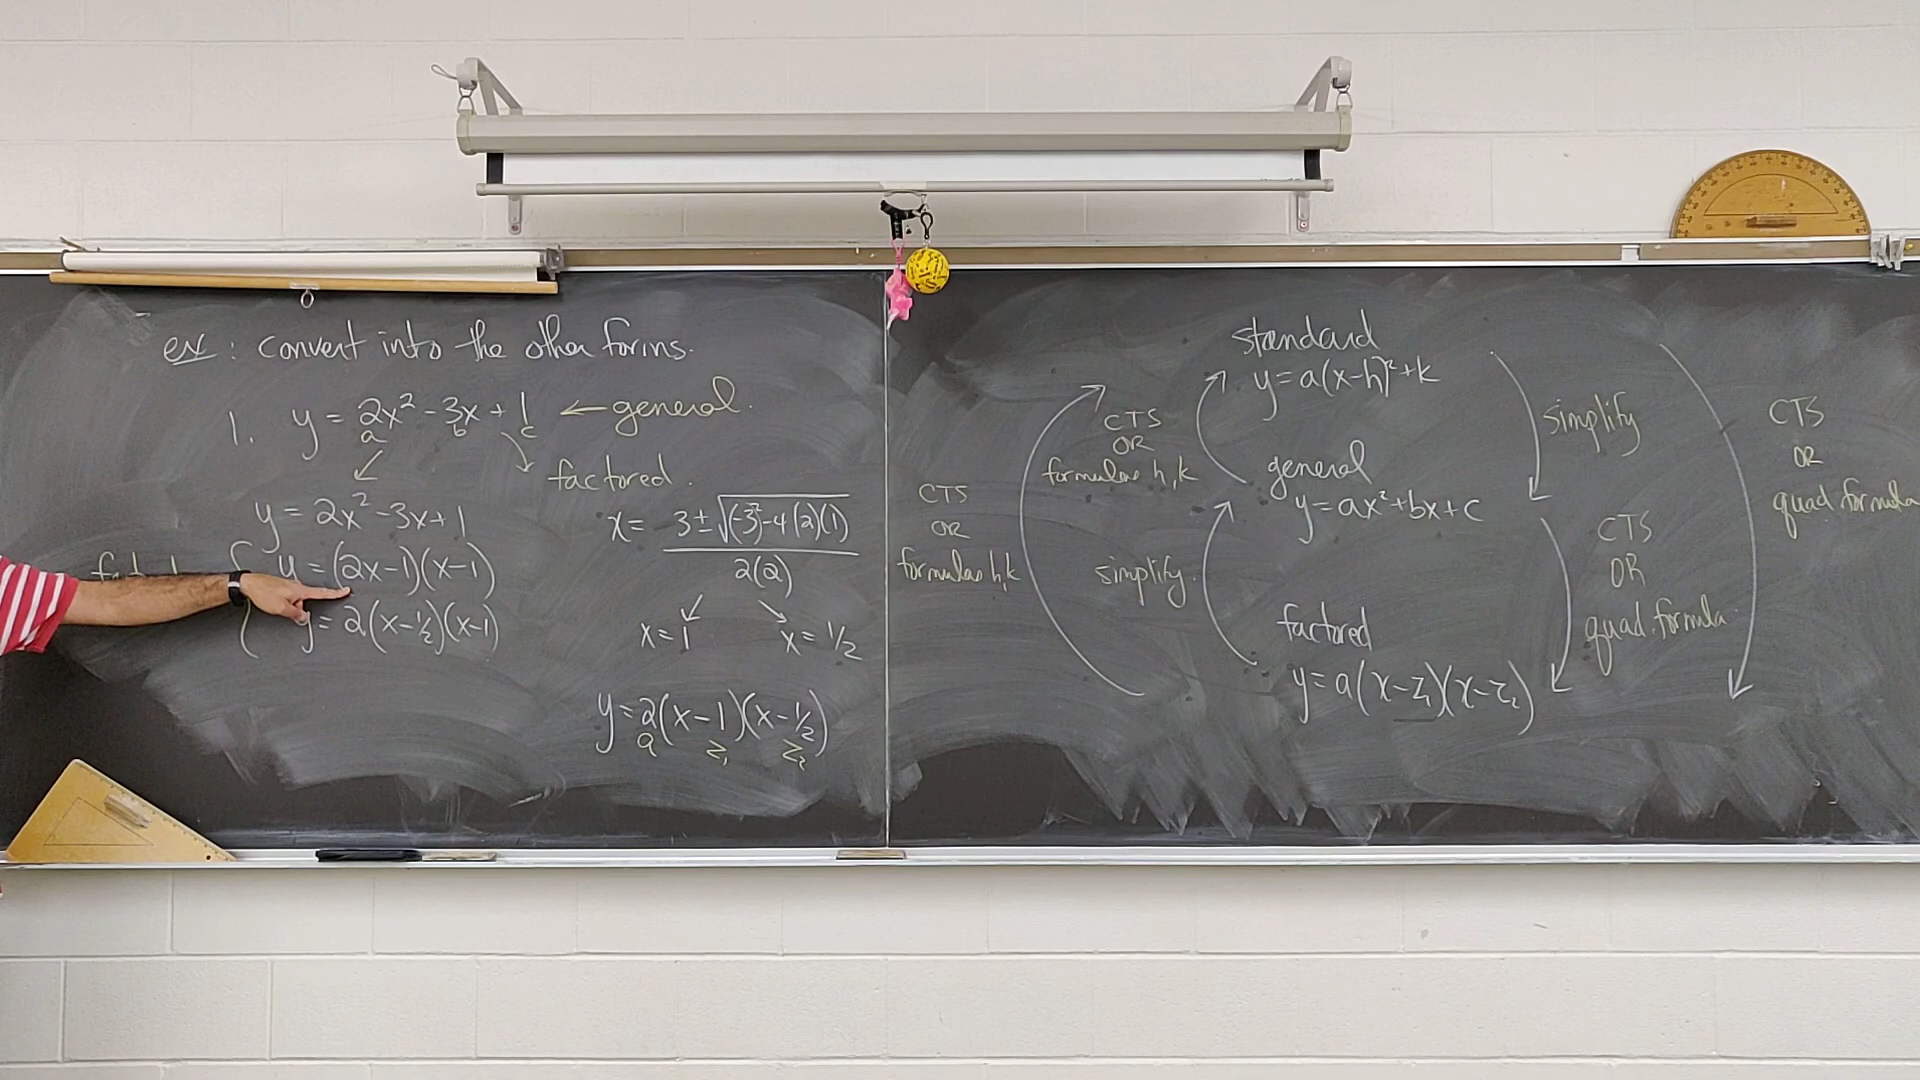 ex: convert into the other forms.
1. y = 2x² - 3x + 1 ← general.
a b c
factored.
y = 2x² - 3x + 1
y = (2x-1)(x-1)
y = 2(x-½)(x-1)
x = 3 ± √((-3)² - 4(2)(1))
2(2)
x = 1 x = 1/2
y = 2(x-1)(x-½)
a z₁ z₂
standard
y = a(x-h)² + k
general
y = ax² + bx + c
factored
y = a(x-z₁)(x-z₂)
CTS
OR
formulas h, k
CTS
OR
formulas h, k
simplify.
simplify
CTS
OR
quad. formula
CTS
OR
quad. formula